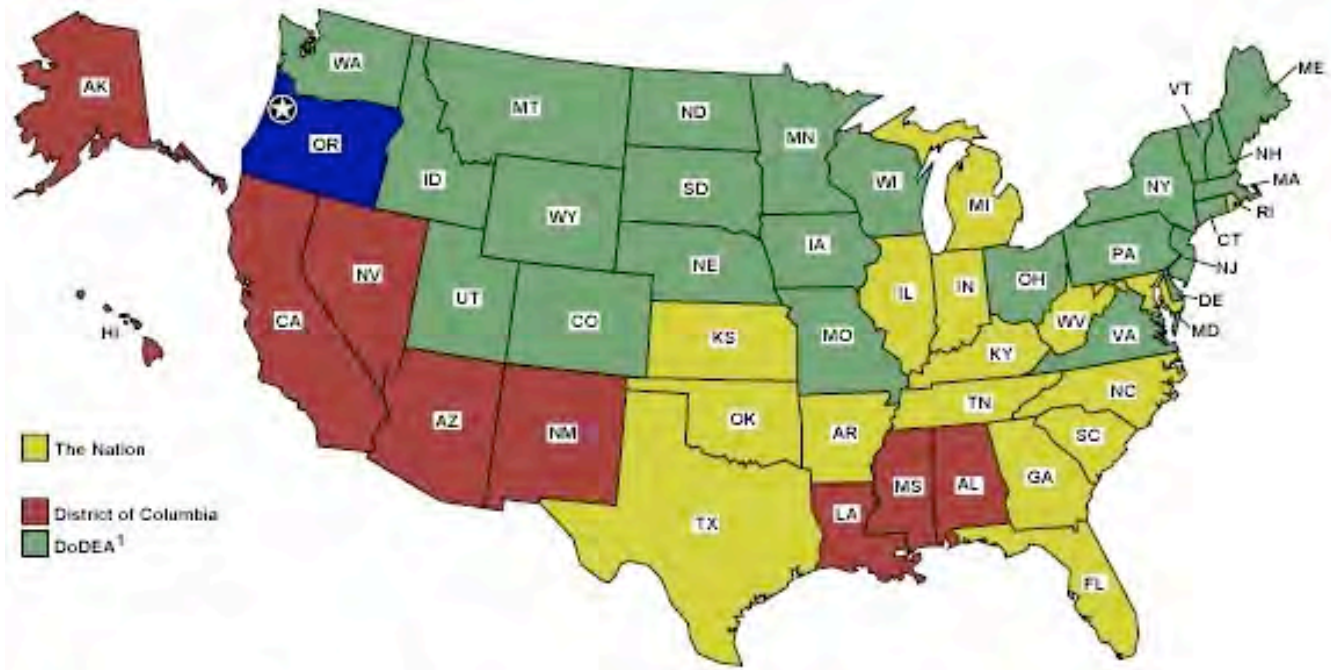 AK
WA
MT
ND
MN
OR
ID
WY
SD
WI
MI
VT
ME
NH
MA
NY
RI
CT
NJ
PA
DE
MD
IA
NE
NV
UT
CO
CA
HI
KS
MO
IL
IN
OH
WV
VA
KY
NC
TN
SC
AZ
NM
OK
AR
TX
LA
MS
AL
GA
FL
The Nation
District of Columbia
DoDEA¹